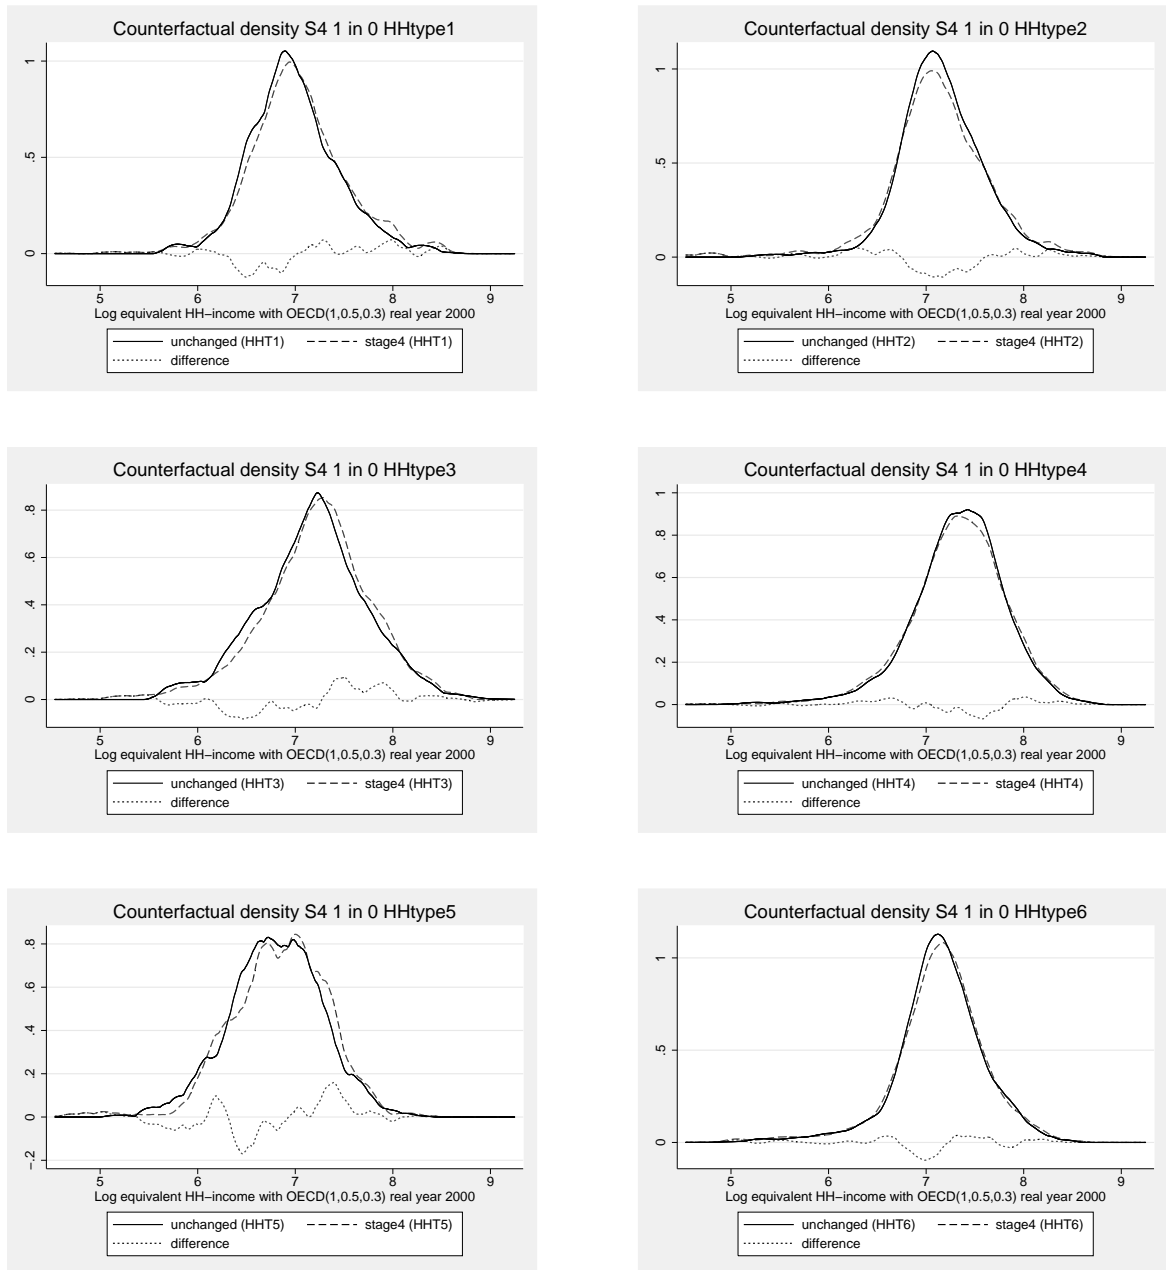 Counterfactual density S4 1 in 0 HHtype1
1
.5
0
5 6 7 8 9
Log equivalent HH−income with OECD(1,0.5,0.3) real year 2000
unchanged (HHT1) stage4 (HHT1)
difference
Counterfactual density S4 1 in 0 HHtype2
1
.5
0
5 6 7 8 9
Log equivalent HH−income with OECD(1,0.5,0.3) real year 2000
unchanged (HHT2) stage4 (HHT2)
difference
Counterfactual density S4 1 in 0 HHtype3
.8
.6
.4
.2
0
5 6 7 8 9
Log equivalent HH−income with OECD(1,0.5,0.3) real year 2000
unchanged (HHT3) stage4 (HHT3)
difference
Counterfactual density S4 1 in 0 HHtype4
1
.8
.6
.4
.2
0
5 6 7 8 9
Log equivalent HH−income with OECD(1,0.5,0.3) real year 2000
unchanged (HHT4) stage4 (HHT4)
difference
Counterfactual density S4 1 in 0 HHtype5
.8
.6
.4
.2
0
−.2
5 6 7 8 9
Log equivalent HH−income with OECD(1,0.5,0.3) real year 2000
unchanged (HHT5) stage4 (HHT5)
difference
Counterfactual density S4 1 in 0 HHtype6
1
.5
0
5 6 7 8 9
Log equivalent HH−income with OECD(1,0.5,0.3) real year 2000
unchanged (HHT6) stage4 (HHT6)
difference